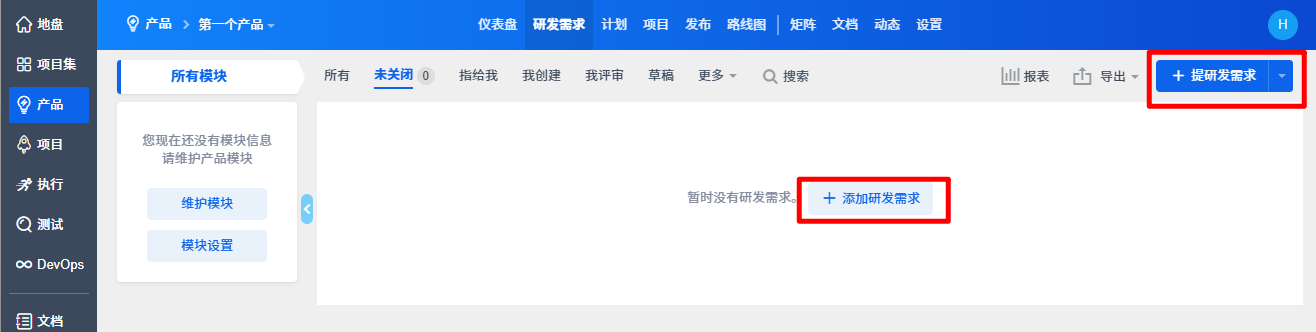 地盘
项目集
产品
项目
执行
测试
DevOps
文档
产品 第一个产品
仪表盘 研发需求 计划 项目 发布 路线图 矩阵 文档 动态 设置
H
所有模块
所有 未关闭 0 指给我 我创建 我评审 草稿 更多 搜索
报表 导出 提研发需求
您现在还没有模块信息
请维护产品模块
维护模块
模块设置
暂时没有研发需求。 添加研发需求